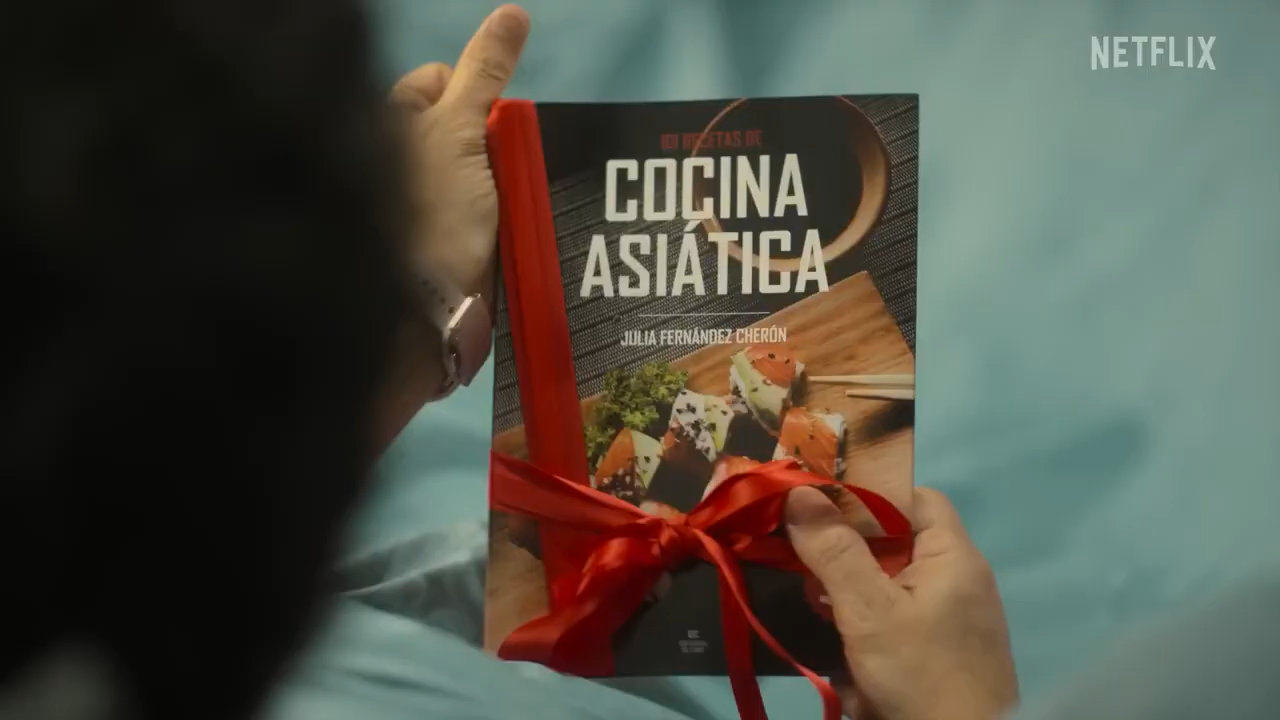 NETFLIX
101 RECETAS DE
COCINA
ASIÁTICA
JULIA FERNÁNDEZ CHERÓN